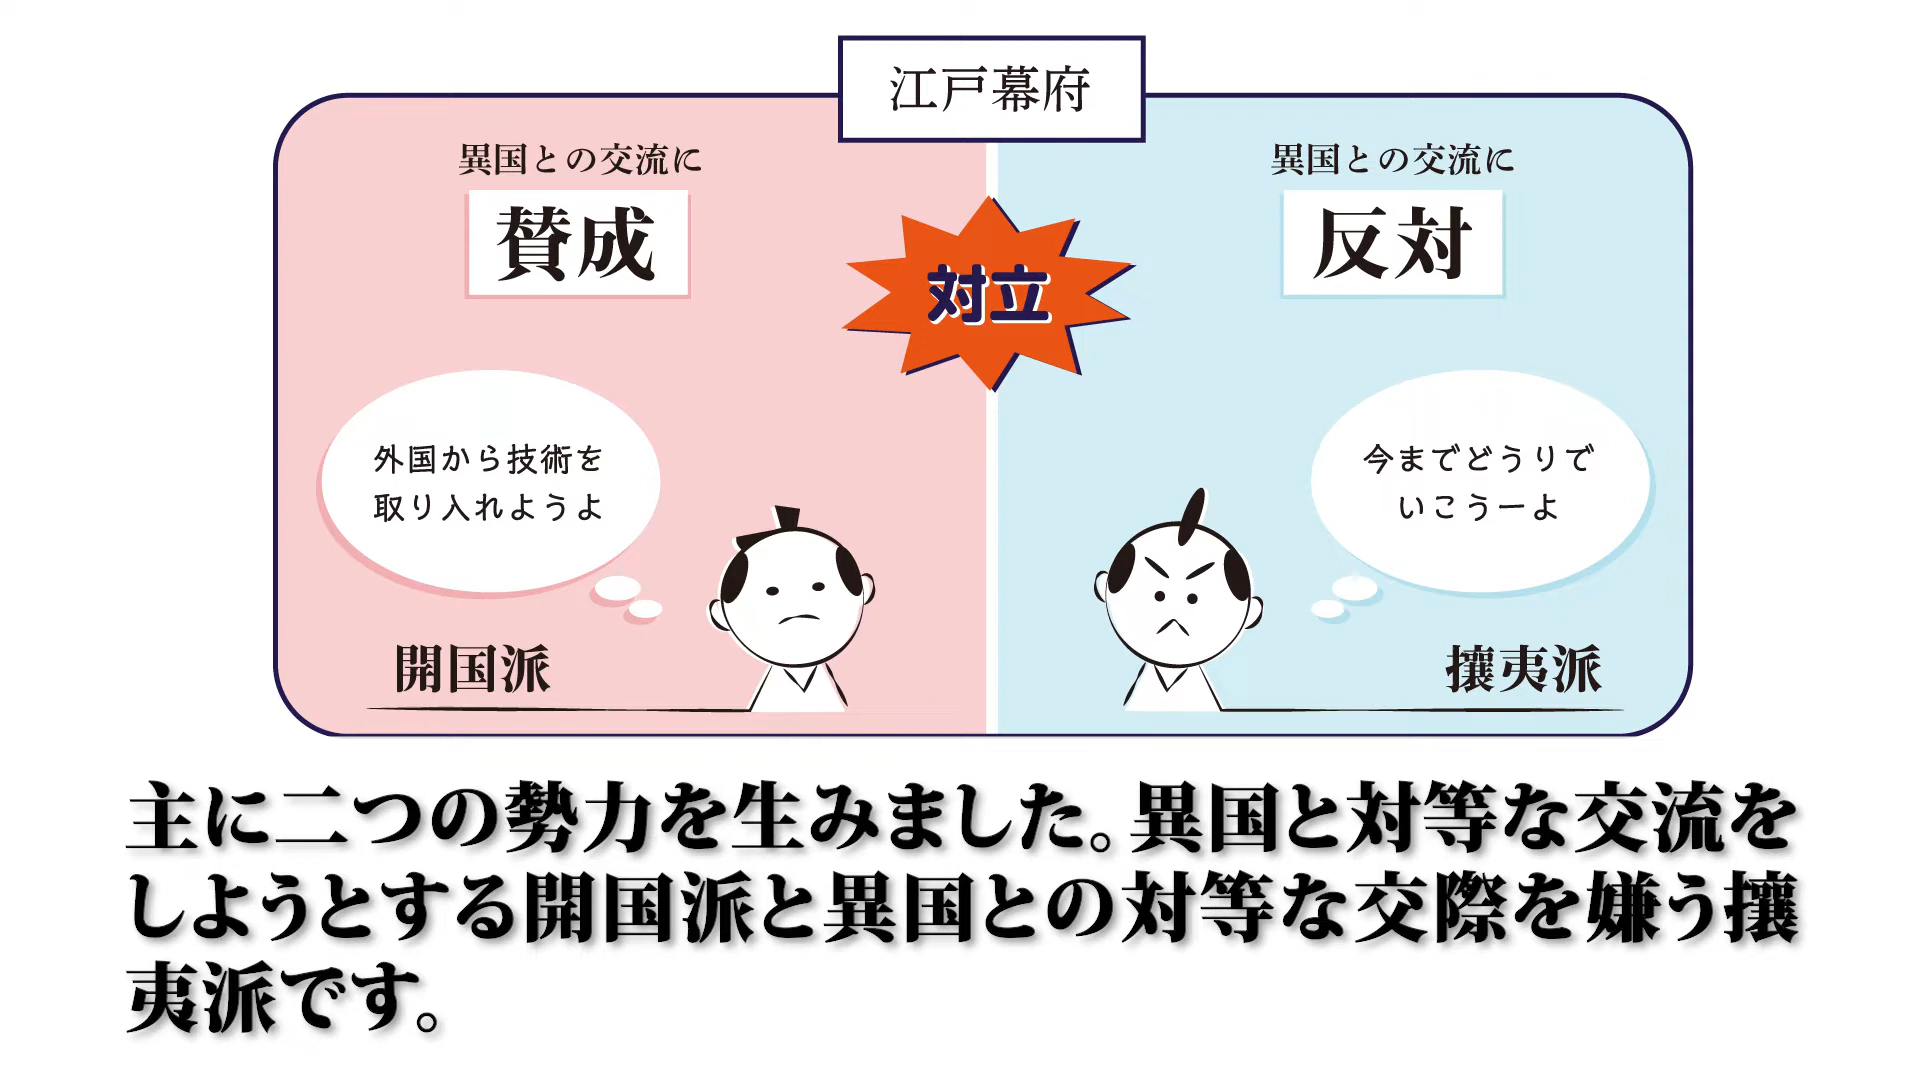 江戸幕府
異国との交流に
賛成
対立
異国との交流に
反対
外国から技術を
取り入れようよ
今までどうりで
いこうーよ
開国派
攘夷派
主に二つの勢力を生みました。異国と対等な交流を
しようとする開国派と異国との対等な交際を嫌う攘
夷派です。